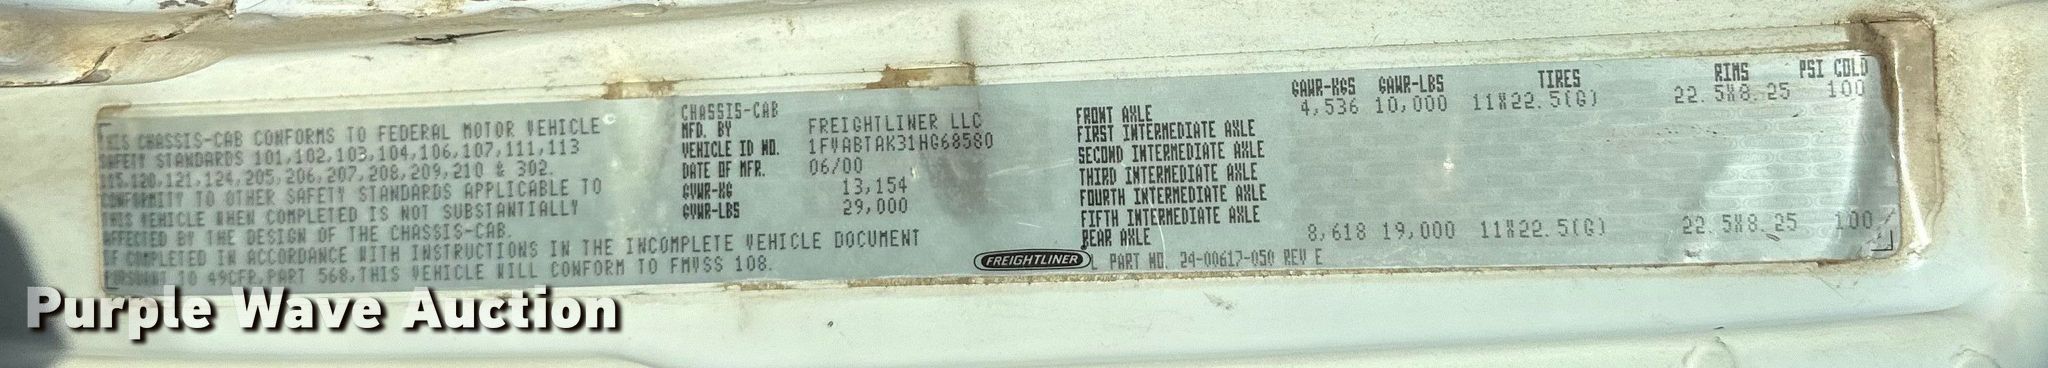 THIS CHASSIS-CAB CONFORMS TO FEDERAL MOTOR VEHICLE
SAFETY STANDARDS 101,102,103,104,106,107,111,113
115,120,121,124,205,206,207,208,209,210 & 302.
CONFORMITY TO OTHER SAFETY STANDARDS APPLICABLE TO
THIS VEHICLE WHEN COMPLETED IS NOT SUBSTANTIALLY
AFFECTED BY THE DESIGN OF THE CHASSIS-CAB.
IF COMPLETED IN ACCORDANCE WITH INSTRUCTIONS IN THE INCOMPLETE VEHICLE DOCUMENT
PURSUANT TO 49CFR,PART 568,THIS VEHICLE WILL CONFORM TO FMVSS 108.
CHASSIS-CAB
MFD. BY FREIGHTLINER LLC
VEHICLE ID NO. 1FVABTAK31HG68580
DATE OF MFR. 06/00
GVWR-KG 13,154
GVWR-LBS 29,000
GAWR-KGS GAWR-LBS TIRES RIMS PSI COLD
FRONT AXLE 4,536 10,000 11X22.5(G) 22.5X8.25 100
FIRST INTERMEDIATE AXLE
SECOND INTERMEDIATE AXLE
THIRD INTERMEDIATE AXLE
FOURTH INTERMEDIATE AXLE
FIFTH INTERMEDIATE AXLE
REAR AXLE 8,618 19,000 11X22.5(G) 22.5X8.25 100
FREIGHTLINER
PART NO. 24-00617-050 REV E
Purple Wave Auction